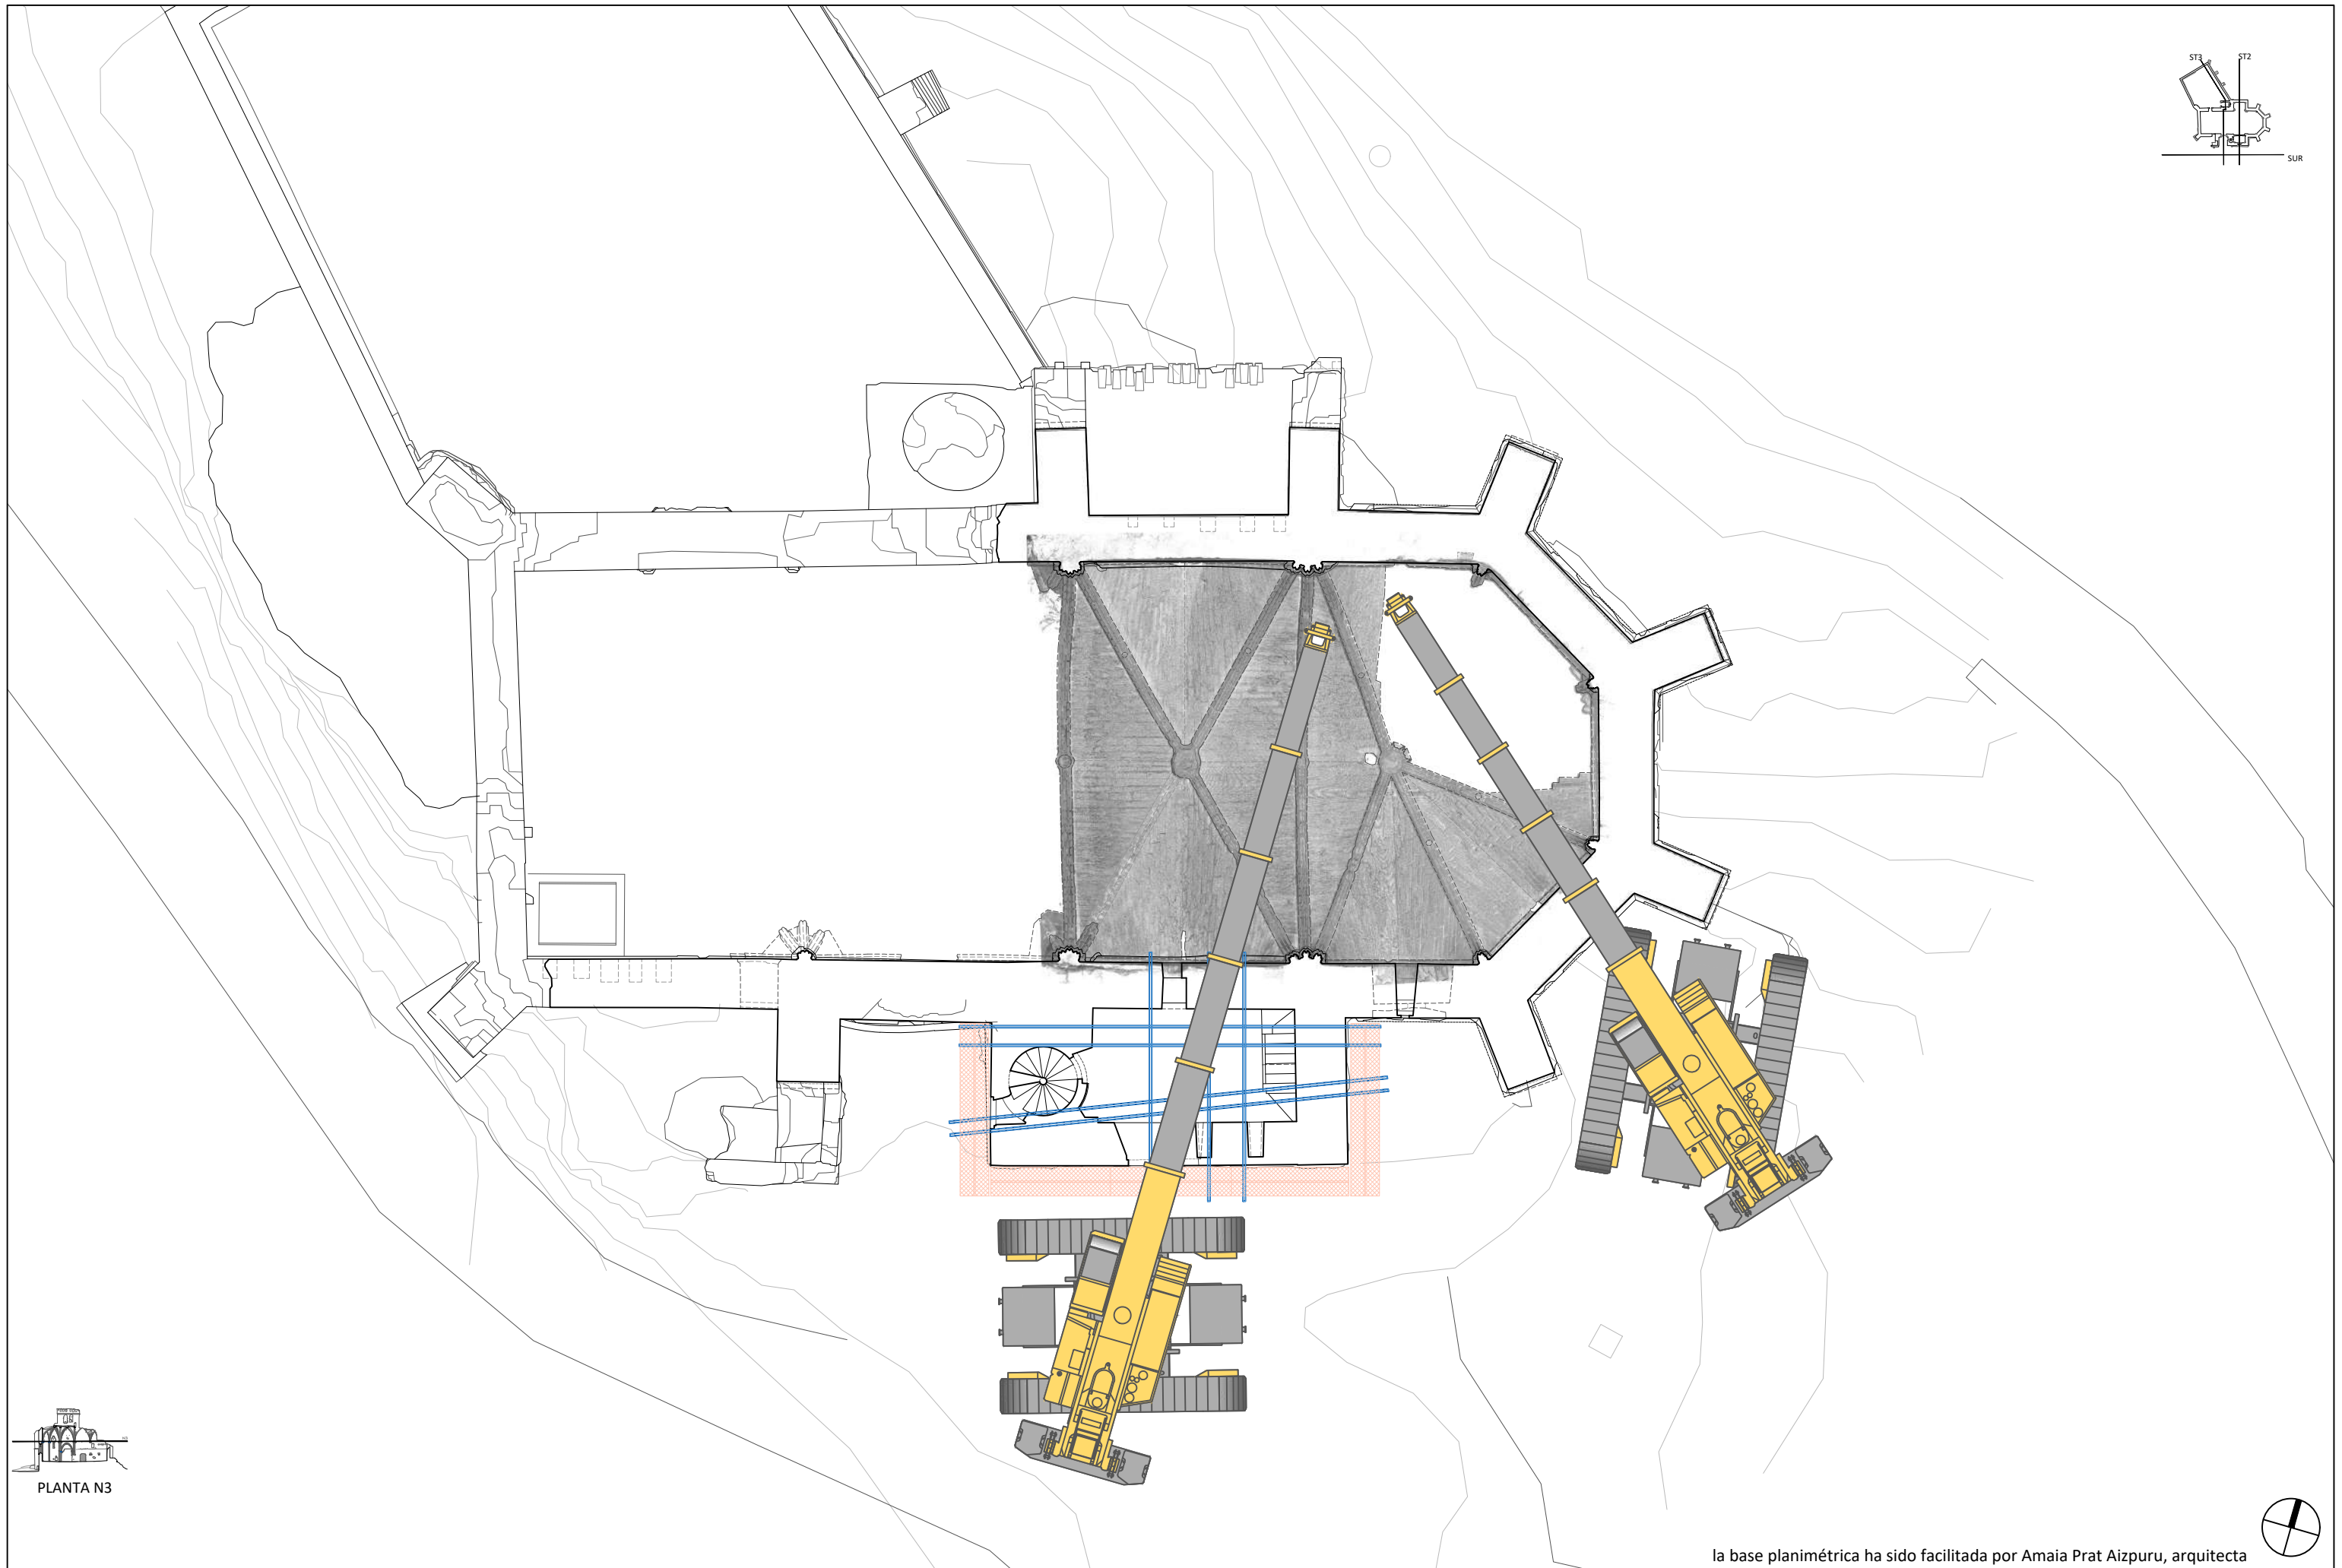 ST3
ST2
SUR
PLANTA N3
la base planimétrica ha sido facilitada por Amaia Prat Aizpuru, arquitecta